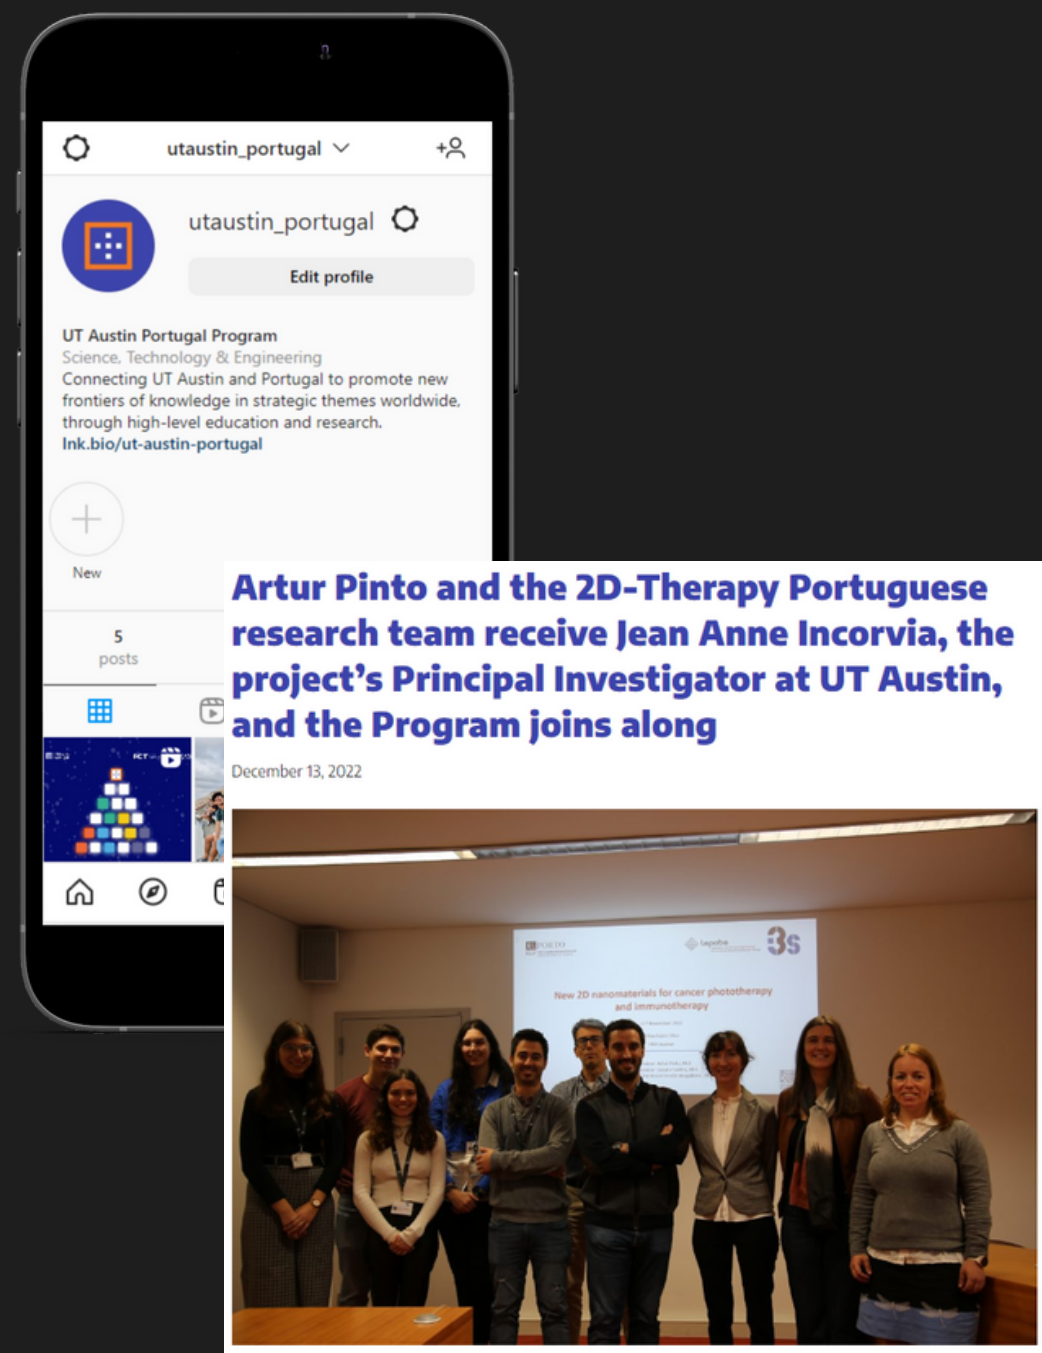 utaustin_portugal
utaustin_portugal
Edit profile
UT Austin Portugal Program
Science, Technology & Engineering
Connecting UT Austin and Portugal to promote new
frontiers of knowledge in strategic themes worldwide,
through high-level education and research.
lnk.bio/ut-austin-portugal
New
5
posts
Artur Pinto and the 2D-Therapy Portuguese
research team receive Jean Anne Incorvia, the
project's Principal Investigator at UT Austin,
and the Program joins along
December 13, 2022
PORTO
Lepabe
i3s
New 2D nanomaterials for cancer phototherapy
and immunotherapy